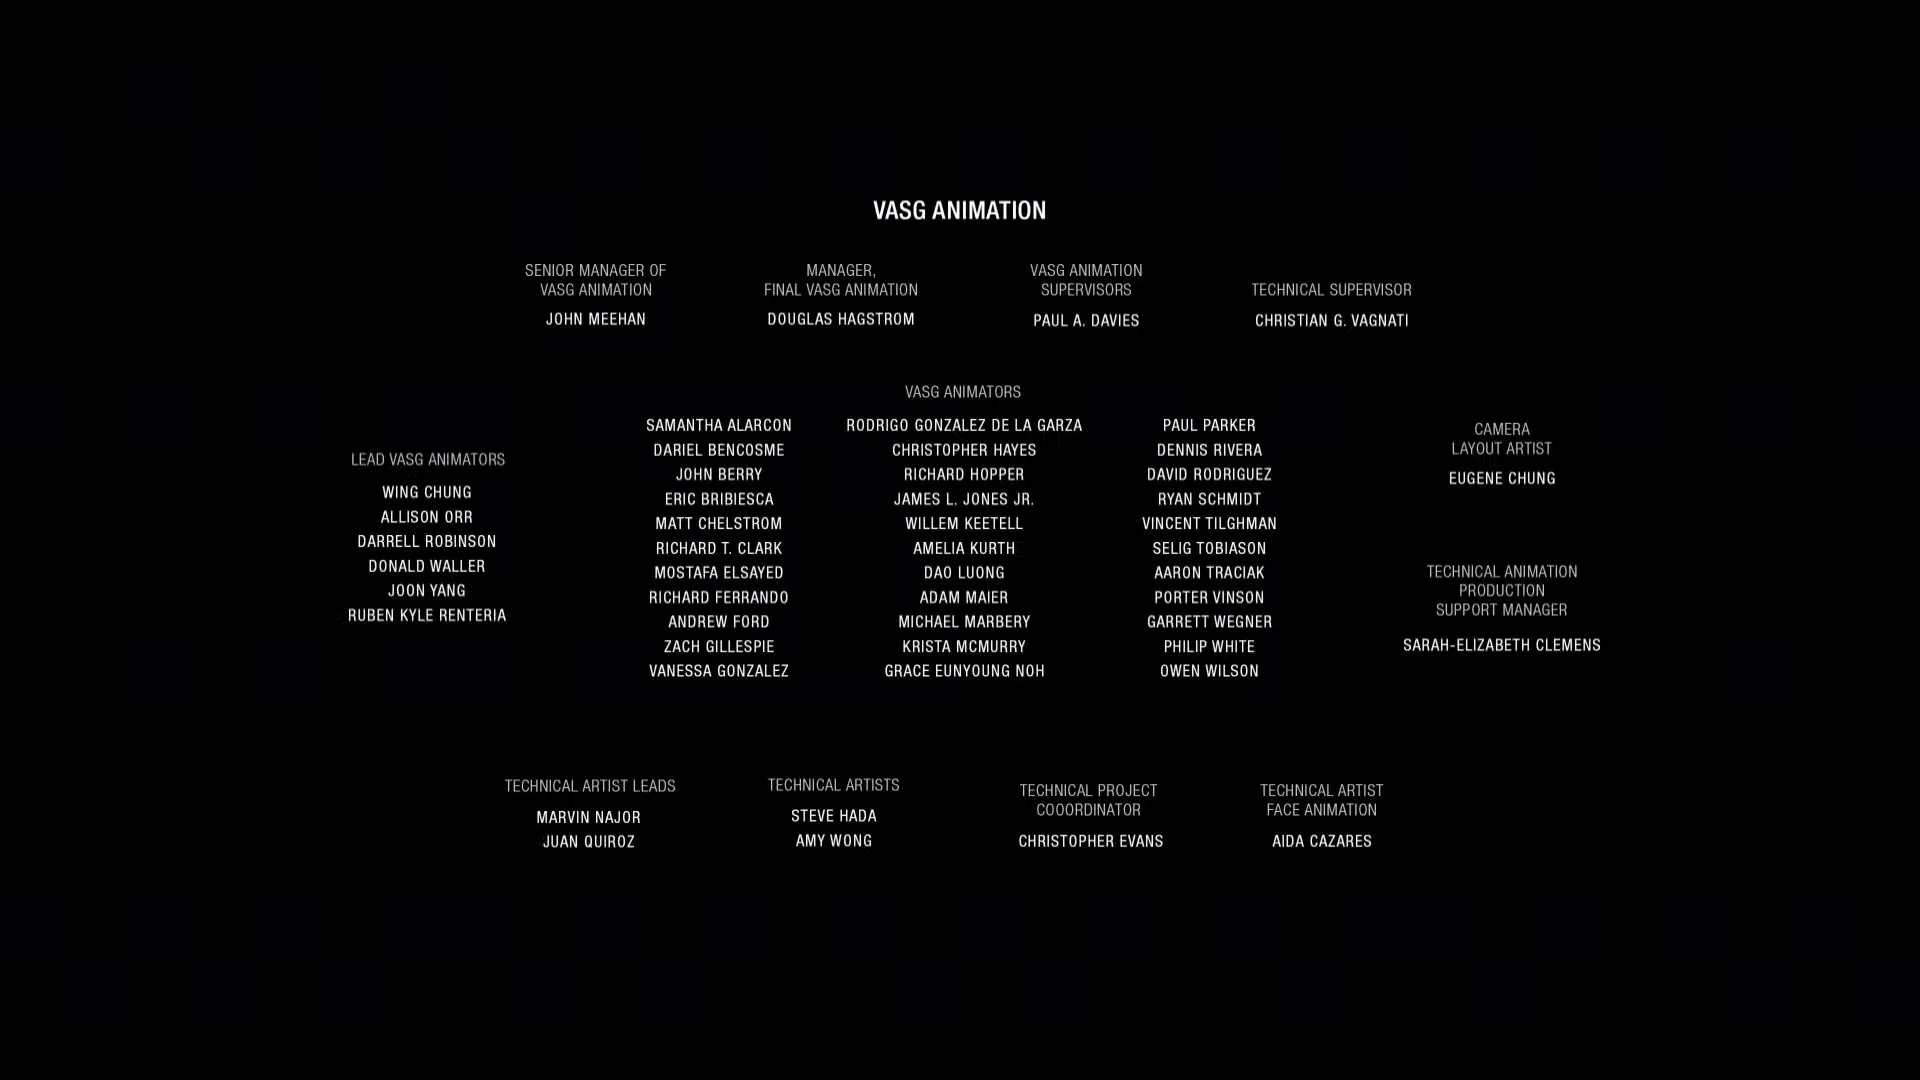 VASG ANIMATION
SENIOR MANAGER OF
VASG ANIMATION
JOHN MEEHAN
MANAGER,
FINAL VASG ANIMATION
DOUGLAS HAGSTROM
VASG ANIMATION
SUPERVISORS
PAUL A. DAVIES
TECHNICAL SUPERVISOR
CHRISTIAN G. VAGNATI
LEAD VASG ANIMATORS
WING CHUNG
ALLISON ORR
DARRELL ROBINSON
DONALD WALLER
JOON YANG
RUBEN KYLE RENTERIA
VASG ANIMATORS
SAMANTHA ALARCON
DARIEL BENCOSME
JOHN BERRY
ERIC BRIBIESCA
MATT CHELSTROM
RICHARD T. CLARK
MOSTAFA ELSAYED
RICHARD FERRANDO
ANDREW FORD
ZACH GILLESPIE
VANESSA GONZALEZ
RODRIGO GONZALEZ DE LA GARZA
CHRISTOPHER HAYES
RICHARD HOPPER
JAMES L. JONES JR.
WILLEM KEETELL
AMELIA KURTH
DAO LUONG
ADAM MAIER
MICHAEL MARBERY
KRISTA MCMURRY
GRACE EUNYOUNG NOH
PAUL PARKER
DENNIS RIVERA
DAVID RODRIGUEZ
RYAN SCHMIDT
VINCENT TILGHMAN
SELIG TOBIASON
AARON TRACIAK
PORTER VINSON
GARRETT WEGNER
PHILIP WHITE
OWEN WILSON
CAMERA
LAYOUT ARTIST
EUGENE CHUNG
TECHNICAL ANIMATION
PRODUCTION
SUPPORT MANAGER
SARAH-ELIZABETH CLEMENS
TECHNICAL ARTIST LEADS
MARVIN NAJOR
JUAN QUIROZ
TECHNICAL ARTISTS
STEVE HADA
AMY WONG
TECHNICAL PROJECT
COOORDINATOR
CHRISTOPHER EVANS
TECHNICAL ARTIST
FACE ANIMATION
AIDA CAZARES